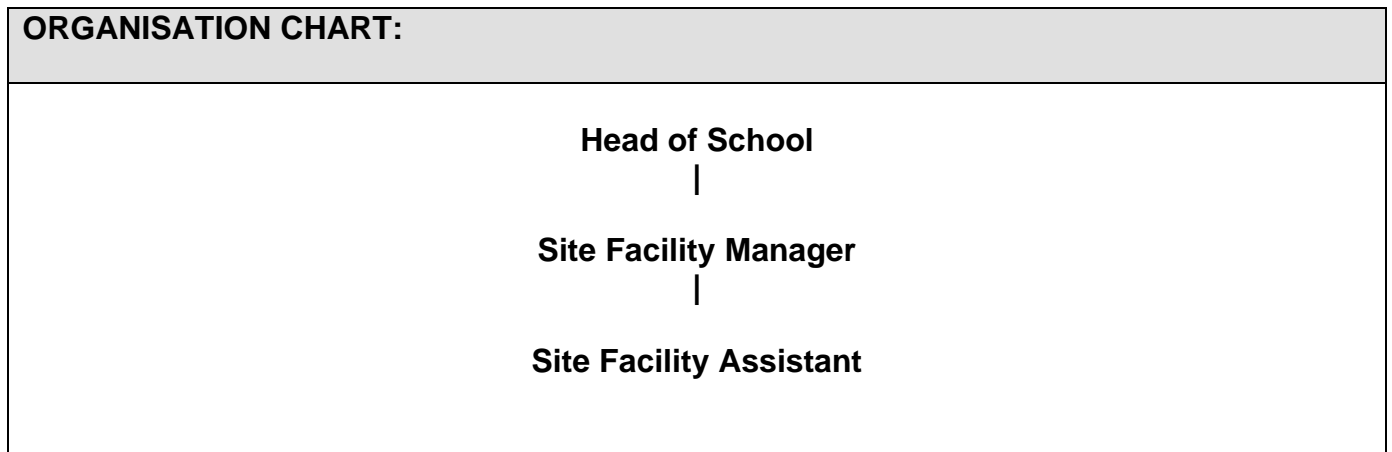 ORGANISATION CHART:
Head of School
|
Site Facility Manager
|
Site Facility Assistant